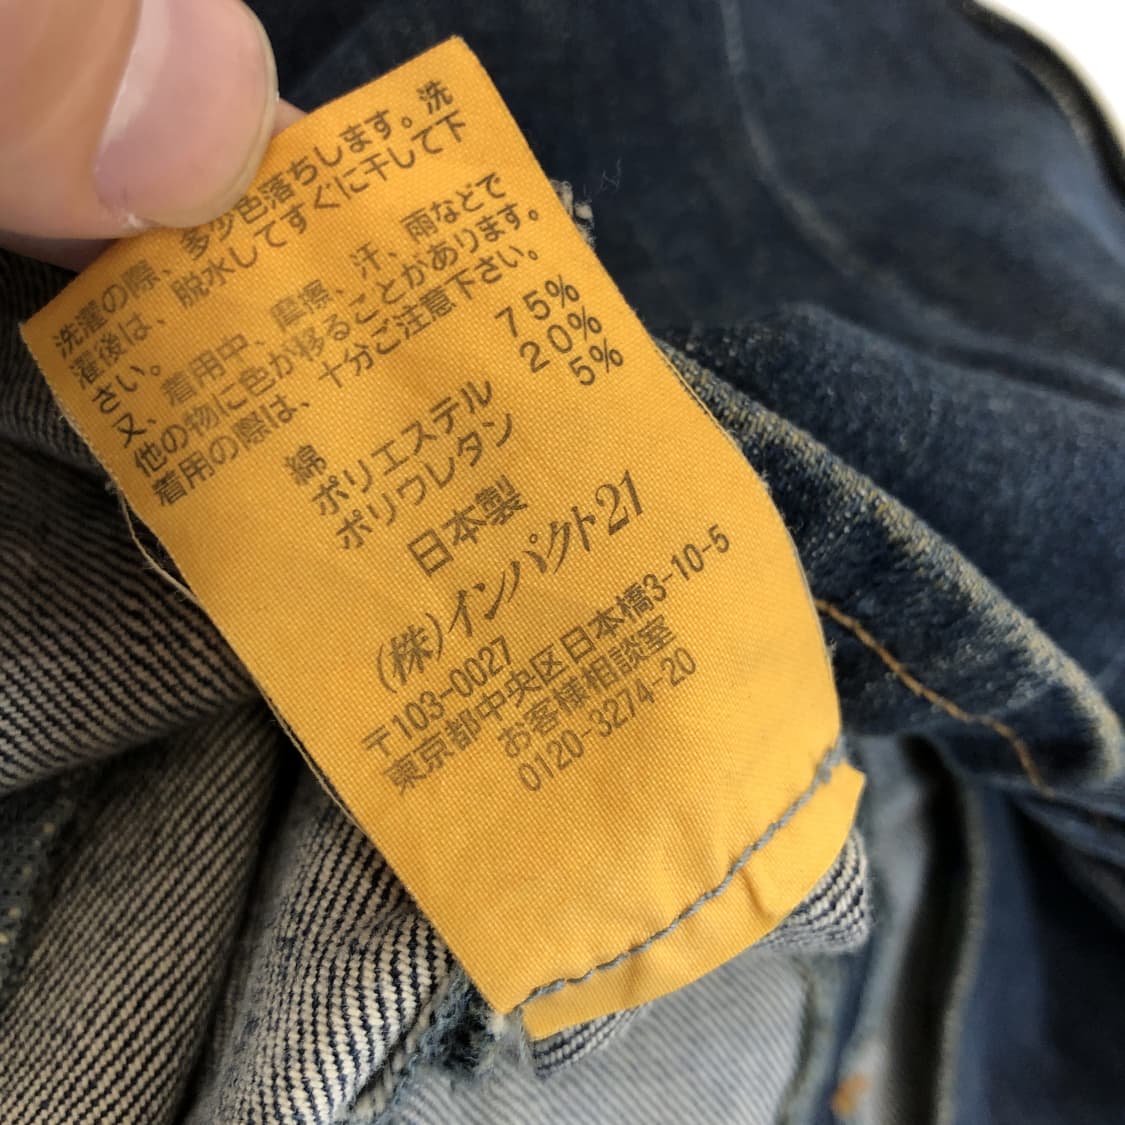 洗濯の際、多少色落ちします。洗
濯後は、脱水してすぐに干して下
さい。
又、着用中、摩擦、汗、雨などで
他の物に色が移ることがあります。
着用の際は、十分ご注意下さい。
綿 75%
ポリエステル 20%
ポリウレタン 5%
日本製
(株)インパクト21
〒103-0027
東京都中央区日本橋3-10-5
お客様相談室
0120-3274-20